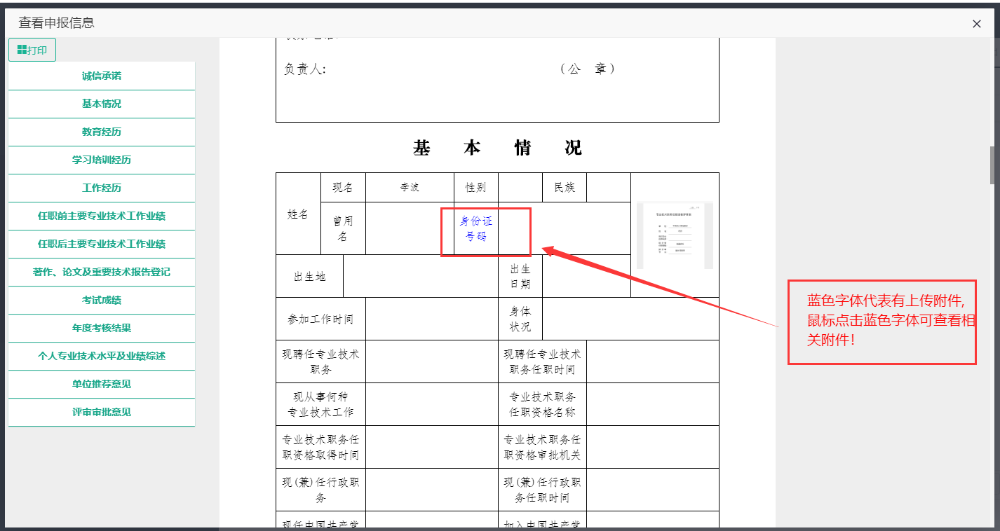 查看申报信息
打印
诚信承诺
基本情况
教育经历
学习培训经历
工作经历
任职前主要专业技术工作业绩
任职后主要专业技术工作业绩
著作、论文及重要技术报告登记
考试成绩
年度考核结果
个人专业技术水平及业绩综述
单位推荐意见
评审审批意见
负责人:
(公 章)
基 本 情 况
姓名
现名
李波
性别
民族
曾用
名
身份证
号码
出生地
出生
日期
参加工作时间
身体
状况
现聘任专业技术
职务
现聘任专业技术
职务任职时间
现从事何种
专业技术工作
专业技术职务
任职资格名称
专业技术职务任
职资格取得时间
专业技术职务任
职资格审批机关
现(兼)任行政职
务
现(兼)任行政职
务任职时间
现任中国共产党
加入中国共产党
蓝色字体代表有上传附件,
鼠标点击蓝色字体可查看相
关附件!